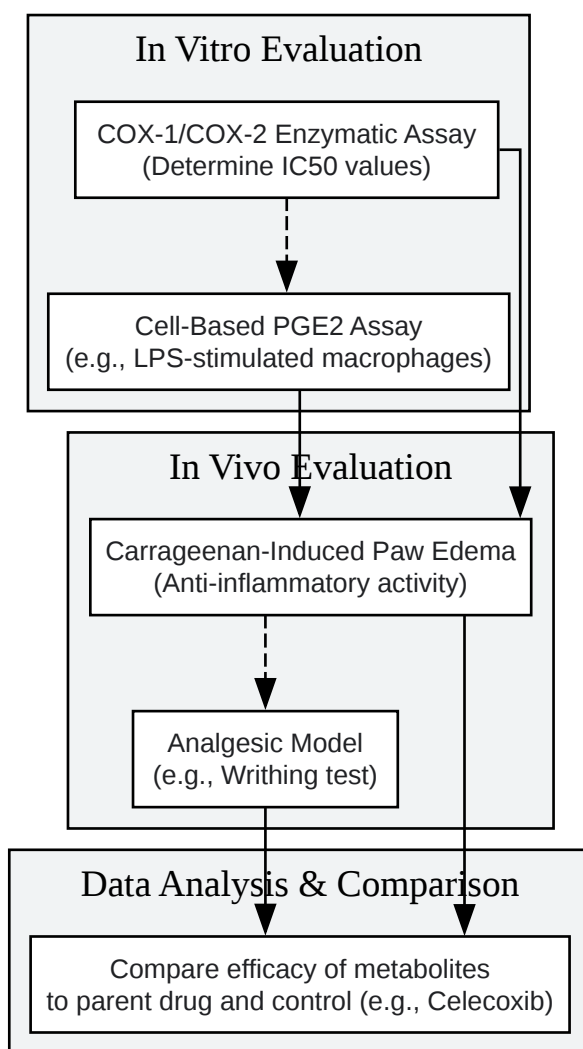 In Vitro Evaluation
COX-1/COX-2 Enzymatic Assay
(Determine IC50 values)
Cell-Based PGE2 Assay
(e.g., LPS-stimulated macrophages)
In Vivo Evaluation
Carrageenan-Induced Paw Edema
(Anti-inflammatory activity)
Analgesic Model
(e.g., Writhing test)
Data Analysis & Comparison
Compare efficacy of metabolites
to parent drug and control (e.g., Celecoxib)